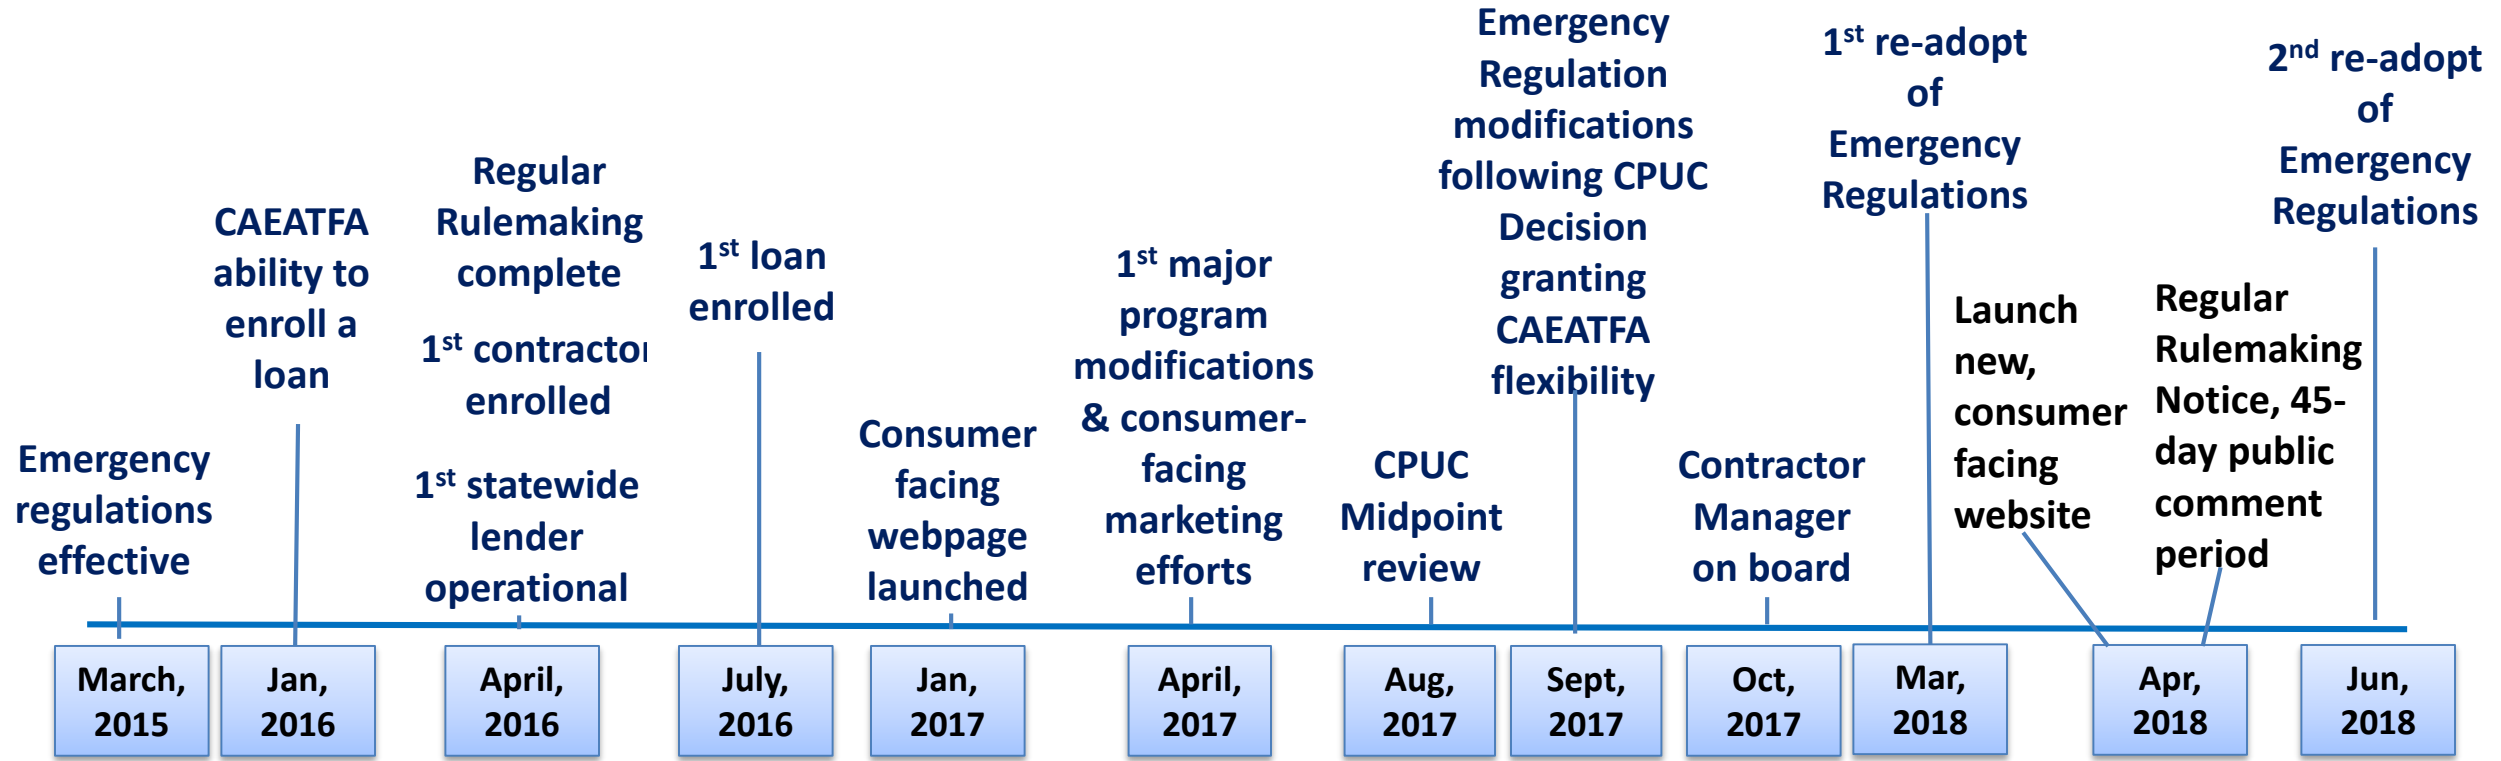 Emergency
regulations
effective
CAEATFA
ability to
enroll a
loan
Regular
Rulemaking
complete
1st contractor
enrolled
1st statewide
lender
operational
1st loan
enrolled
Consumer
facing
webpage
launched
1st major
program
modifications
& consumer-
facing
marketing
efforts
CPUC
Midpoint
review
Emergency
Regulation
modifications
following CPUC
Decision
granting
CAEATFA
flexibility
Contractor
Manager
on board
1st re-adopt
of
Emergency
Regulations
Launch
new,
consumer
facing
website
Regular
Rulemaking
Notice, 45-
day public
comment
period
2nd re-adopt
of
Emergency
Regulations
March,
2015
Jan,
2016
April,
2016
July,
2016
Jan,
2017
April,
2017
Aug,
2017
Sept,
2017
Oct,
2017
Mar,
2018
Apr,
2018
Jun,
2018